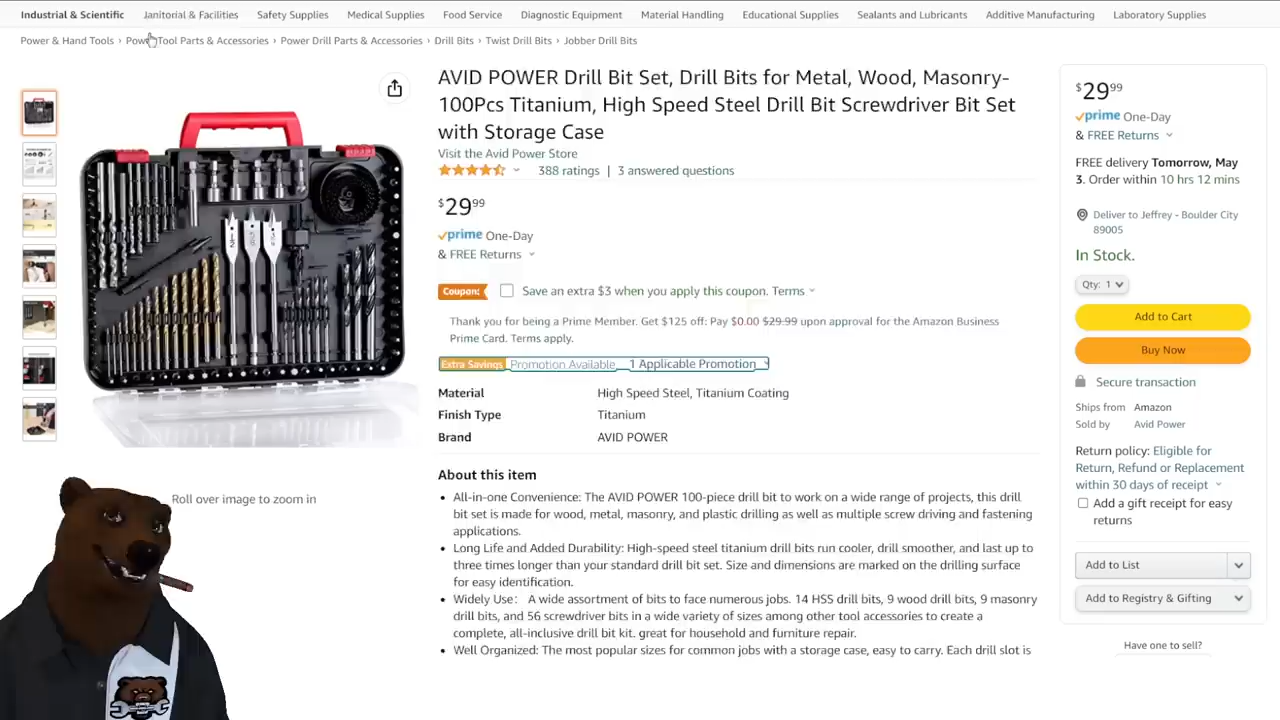 Industrial & Scientific Janitorial & Facilities Safety Supplies Medical Supplies Food Service Diagnostic Equipment Material Handling Educational Supplies Sealants and Lubricants Additive Manufacturing Laboratory Supplies
Power & Hand Tools › Power Tool Parts & Accessories › Power Drill Parts & Accessories › Drill Bits › Twist Drill Bits › Jobber Drill Bits
AVID POWER Drill Bit Set, Drill Bits for Metal, Wood, Masonry-
100Pcs Titanium, High Speed Steel Drill Bit Screwdriver Bit Set
with Storage Case
Visit the Avid Power Store
388 ratings | 3 answered questions
$2999
prime One-Day
& FREE Returns
Coupon: Save an extra $3 when you apply this coupon. Terms
Thank you for being a Prime Member. Get $125 off: Pay $0.00 $29.99 upon approval for the Amazon Business
Prime Card. Terms apply.
Extra Savings Promotion Available 1 Applicable Promotion
Material High Speed Steel, Titanium Coating
Finish Type Titanium
Brand AVID POWER
About this item
• All-in-one Convenience: The AVID POWER 100-piece drill bit to work on a wide range of projects, this drill
bit set is made for wood, metal, masonry, and plastic drilling as well as multiple screw driving and fastening
applications.
• Long Life and Added Durability: High-speed steel titanium drill bits run cooler, drill smoother, and last up to
three times longer than your standard drill bit set. Size and dimensions are marked on the drilling surface
for easy identification.
• Widely Use： A wide assortment of bits to face numerous jobs. 14 HSS drill bits, 9 wood drill bits, 9 masonry
drill bits, and 56 screwdriver bits in a wide variety of sizes among other tool accessories to create a
complete, all-inclusive drill bit kit. great for household and furniture repair.
• Well Organized: The most popular sizes for common jobs with a storage case, easy to carry. Each drill slot is
Roll over image to zoom in
$2999
prime One-Day
& FREE Returns
FREE delivery Tomorrow, May
3. Order within 10 hrs 12 mins
Deliver to Jeffrey - Boulder City
89005
In Stock.
Qty: 1
Add to Cart
Buy Now
Secure transaction
Ships from Amazon
Sold by Avid Power
Return policy: Eligible for
Return, Refund or Replacement
within 30 days of receipt
Add a gift receipt for easy
returns
Add to List
Add to Registry & Gifting
Have one to sell?